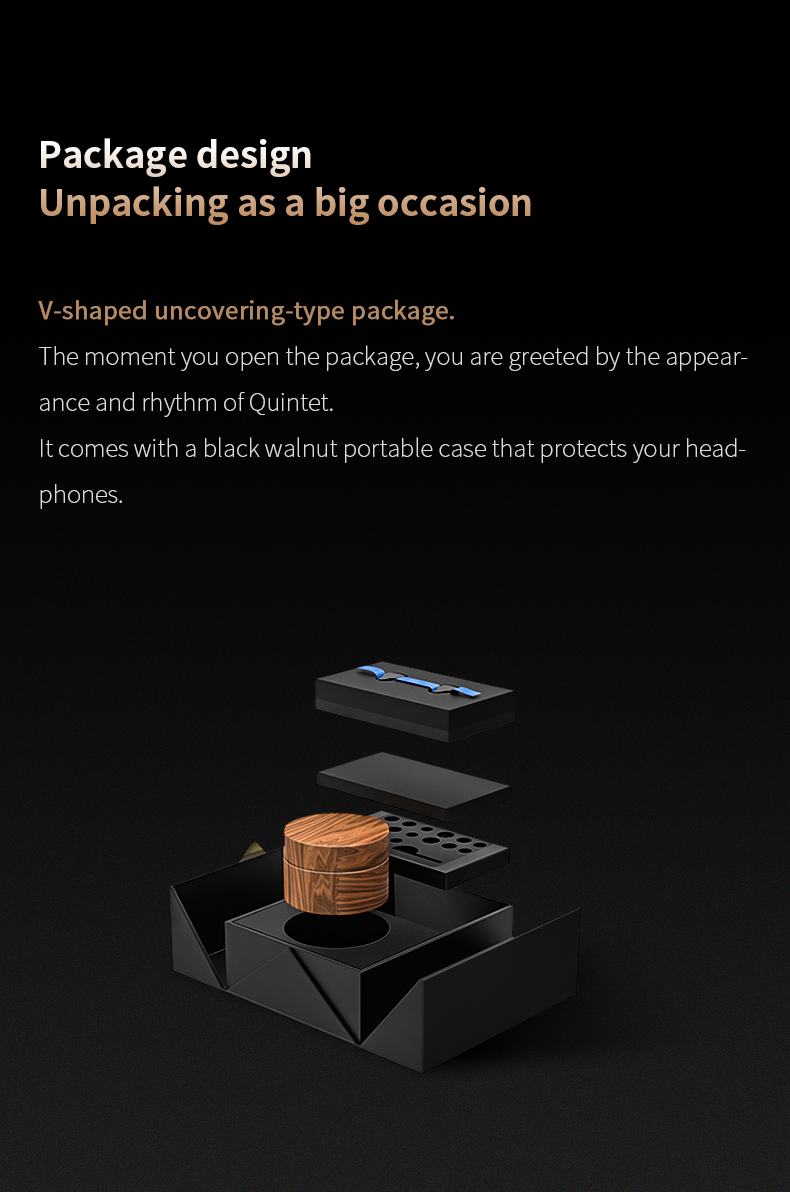 Package design
Unpacking as a big occasion
V-shaped uncovering-type package.
The moment you open the package, you are greeted by the appear-
ance and rhythm of Quintet.
It comes with a black walnut portable case that protects your head-
phones.